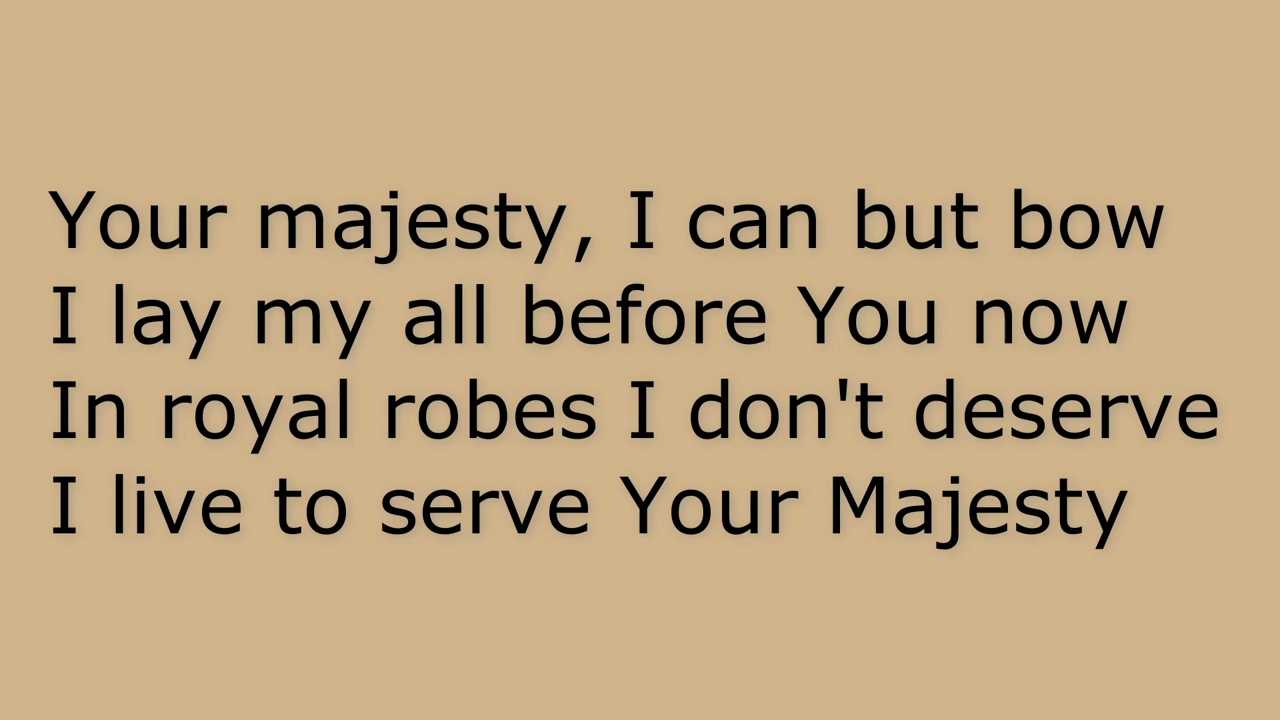 Your majesty, I can but bow
I lay my all before You now
In royal robes I don't deserve
I live to serve Your Majesty